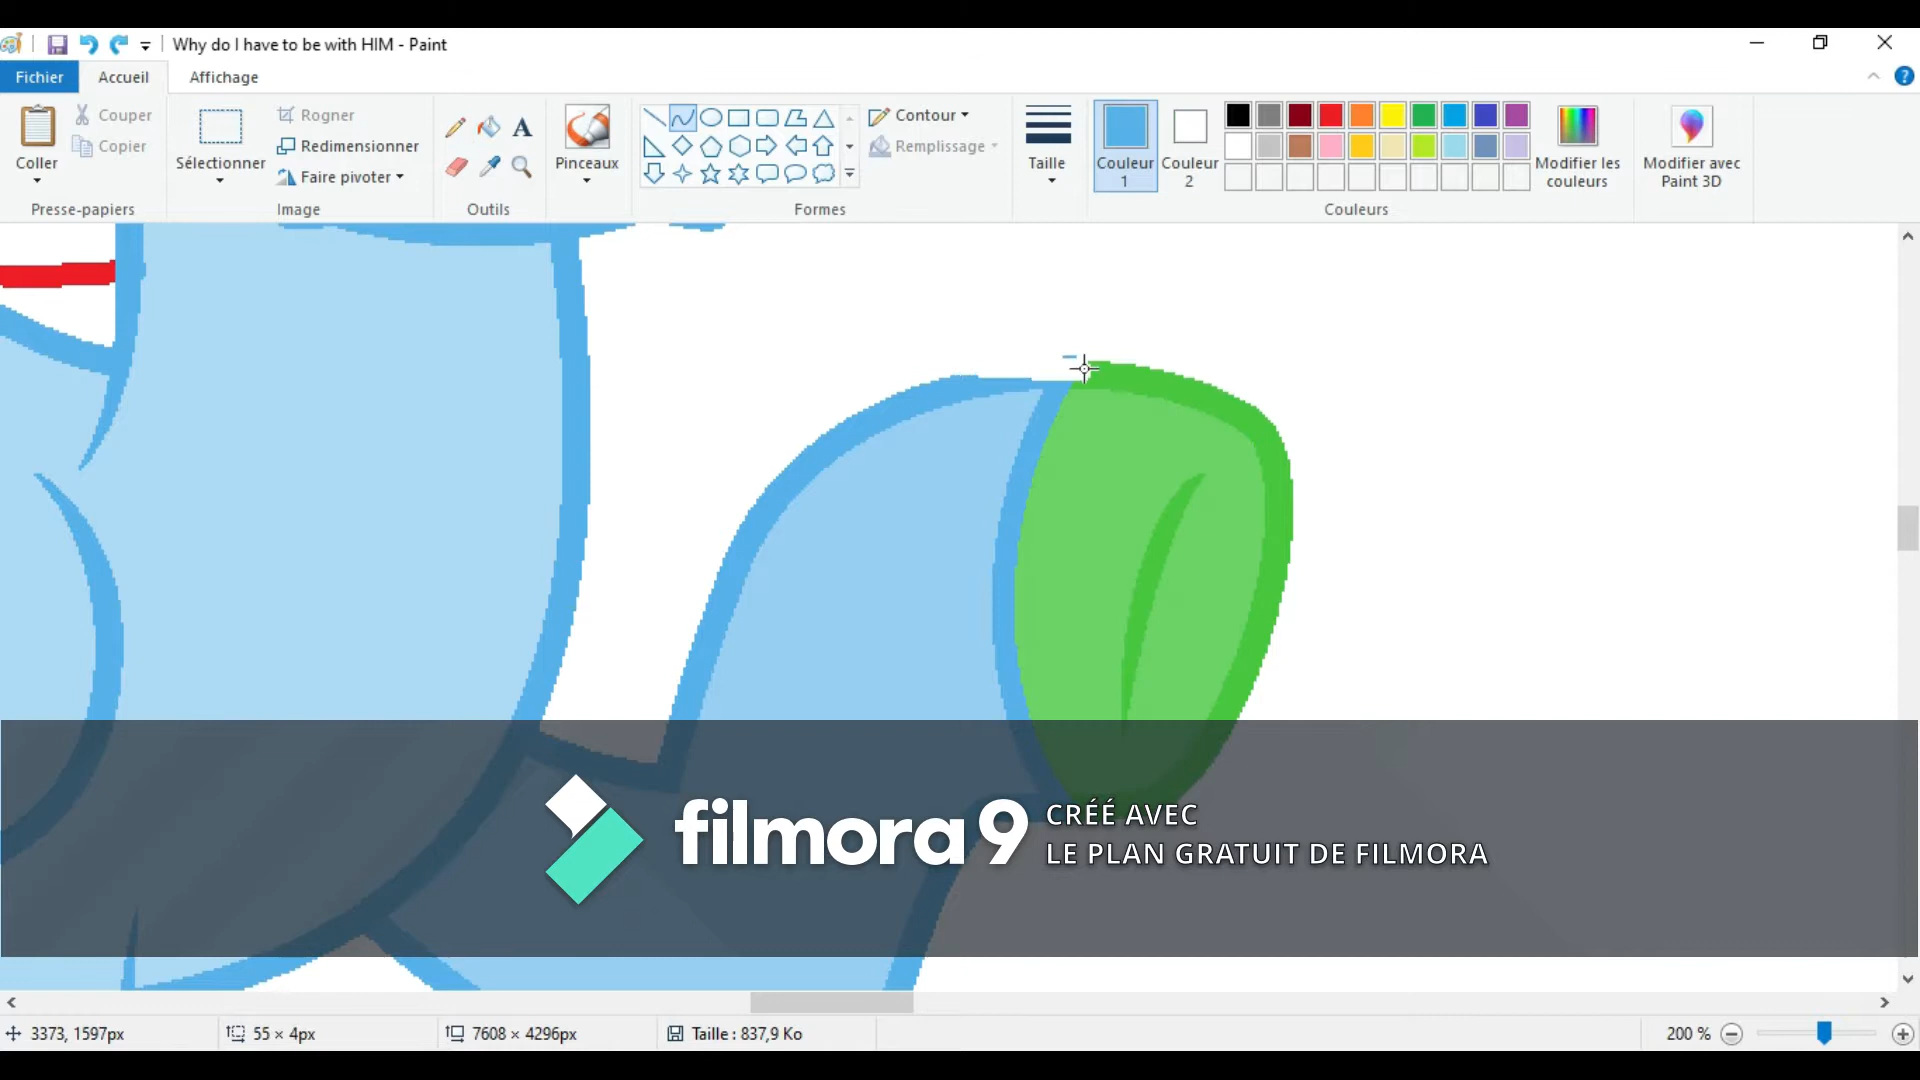 Why do I have to be with HIM - Paint
Fichier
Accueil
Affichage
?
Coller
Couper
Copier
Presse-papiers
Sélectionner
Rogner
Redimensionner
Faire pivoter
Image
A
Outils
Pinceaux
Contour
Remplissage
Formes
Taille
Couleur
1
Couleur
2
Modifier les
couleurs
Couleurs
Modifier avec
Paint 3D
filmora9
CRÉÉ AVEC
LE PLAN GRATUIT DE FILMORA
3373, 1597px
55 × 4px
7608 × 4296px
Taille : 837,9 Ko
200 %